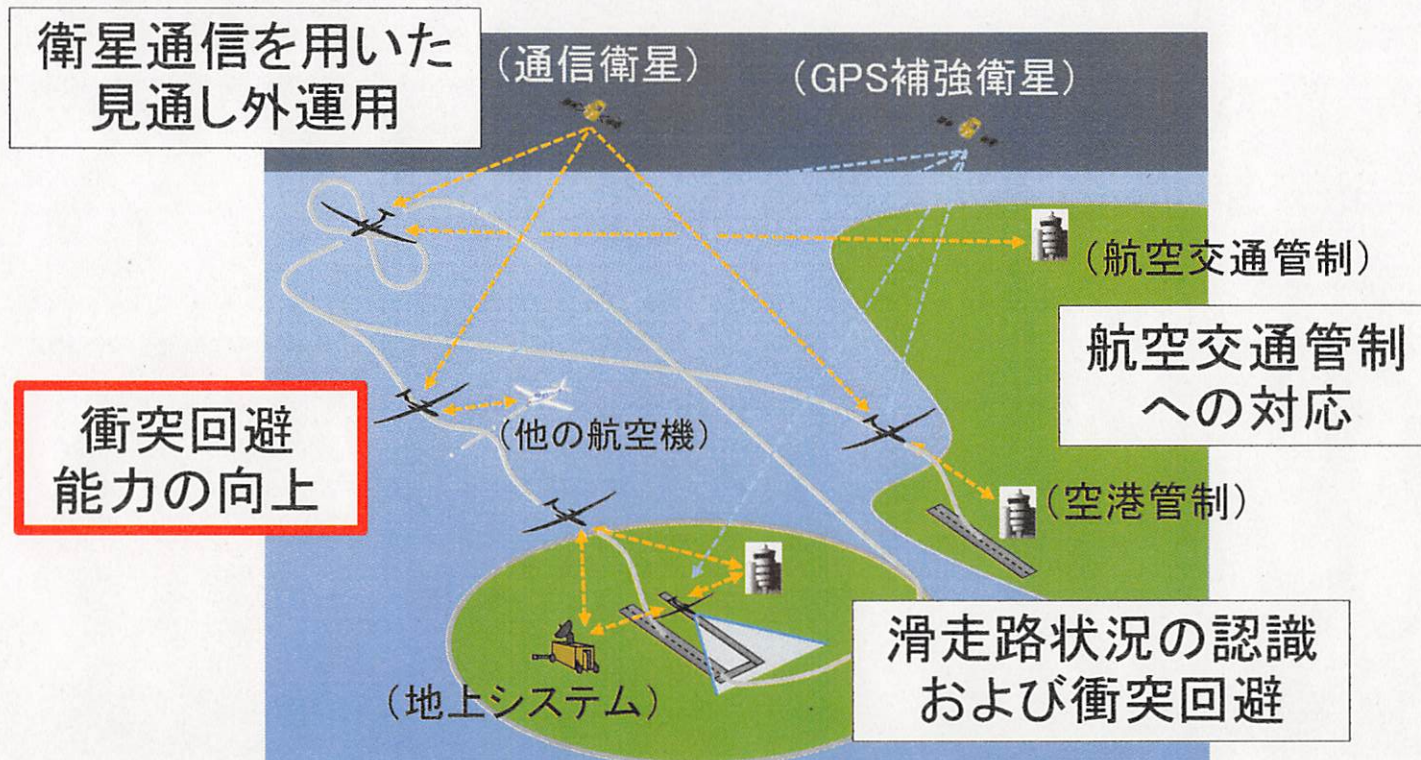 衛星通信を用いた
見通し外運用
（通信衛星）
（GPS補強衛星）
（航空交通管制）
航空交通管制
への対応
衝突回避
能力の向上
（他の航空機）
（空港管制）
滑走路状況の認識
および衝突回避
（地上システム）